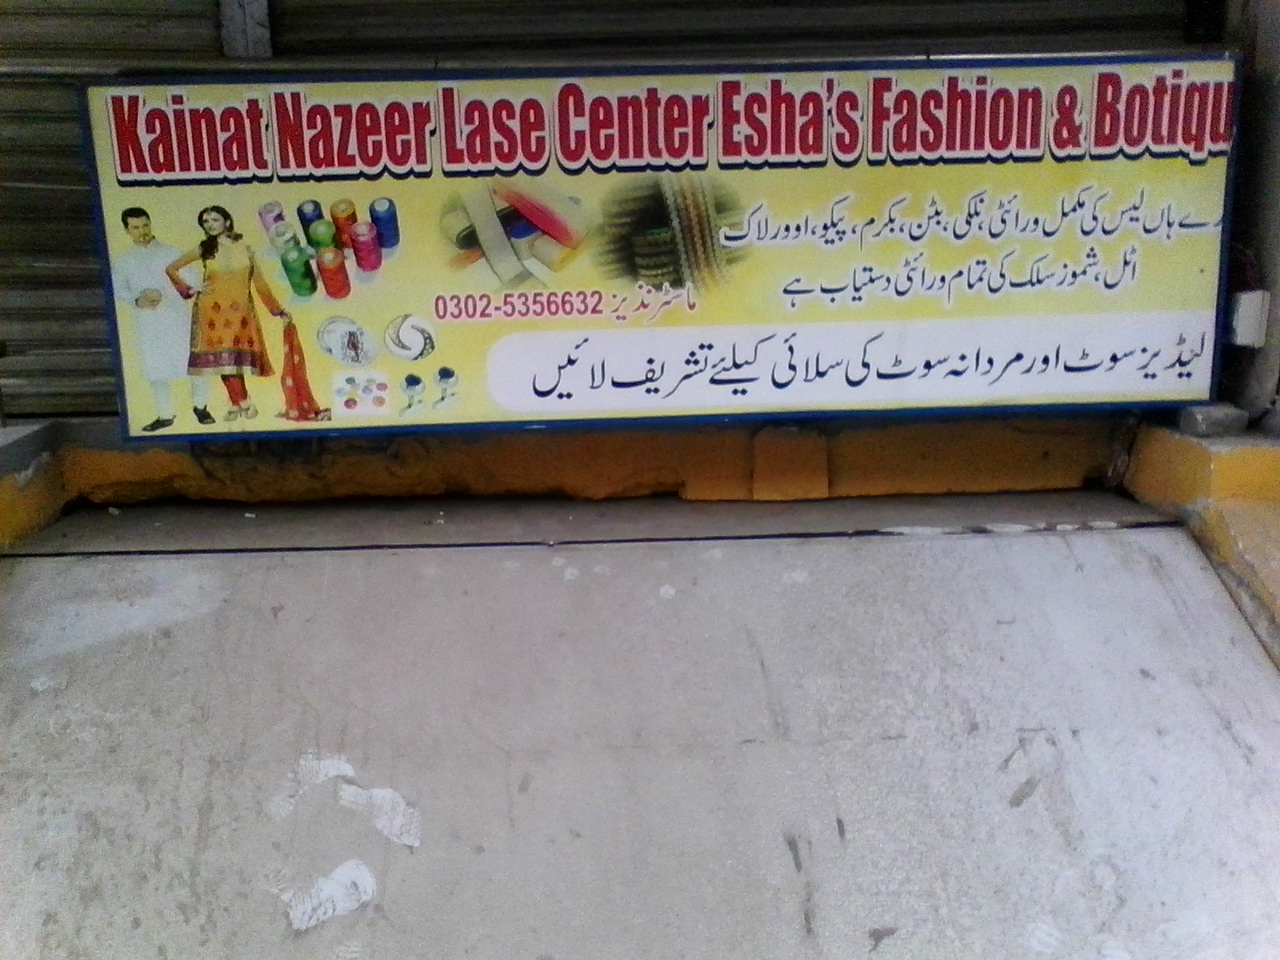 Kainat Nazeer Lase Center Esha's Fashion & Botiqu
رے ہاں لیس کی مکمل ورائٹی، نلکی، بٹن، بکرم، پیکو، اوورلاک
اٹل، شموز سلک کی تمام ورائٹی دستیاب ہے
ماسٹر نذیر 0302-5356632
لیڈیز سوٹ اور مردانہ سوٹ کی سلائی کیلئے تشریف لائیں